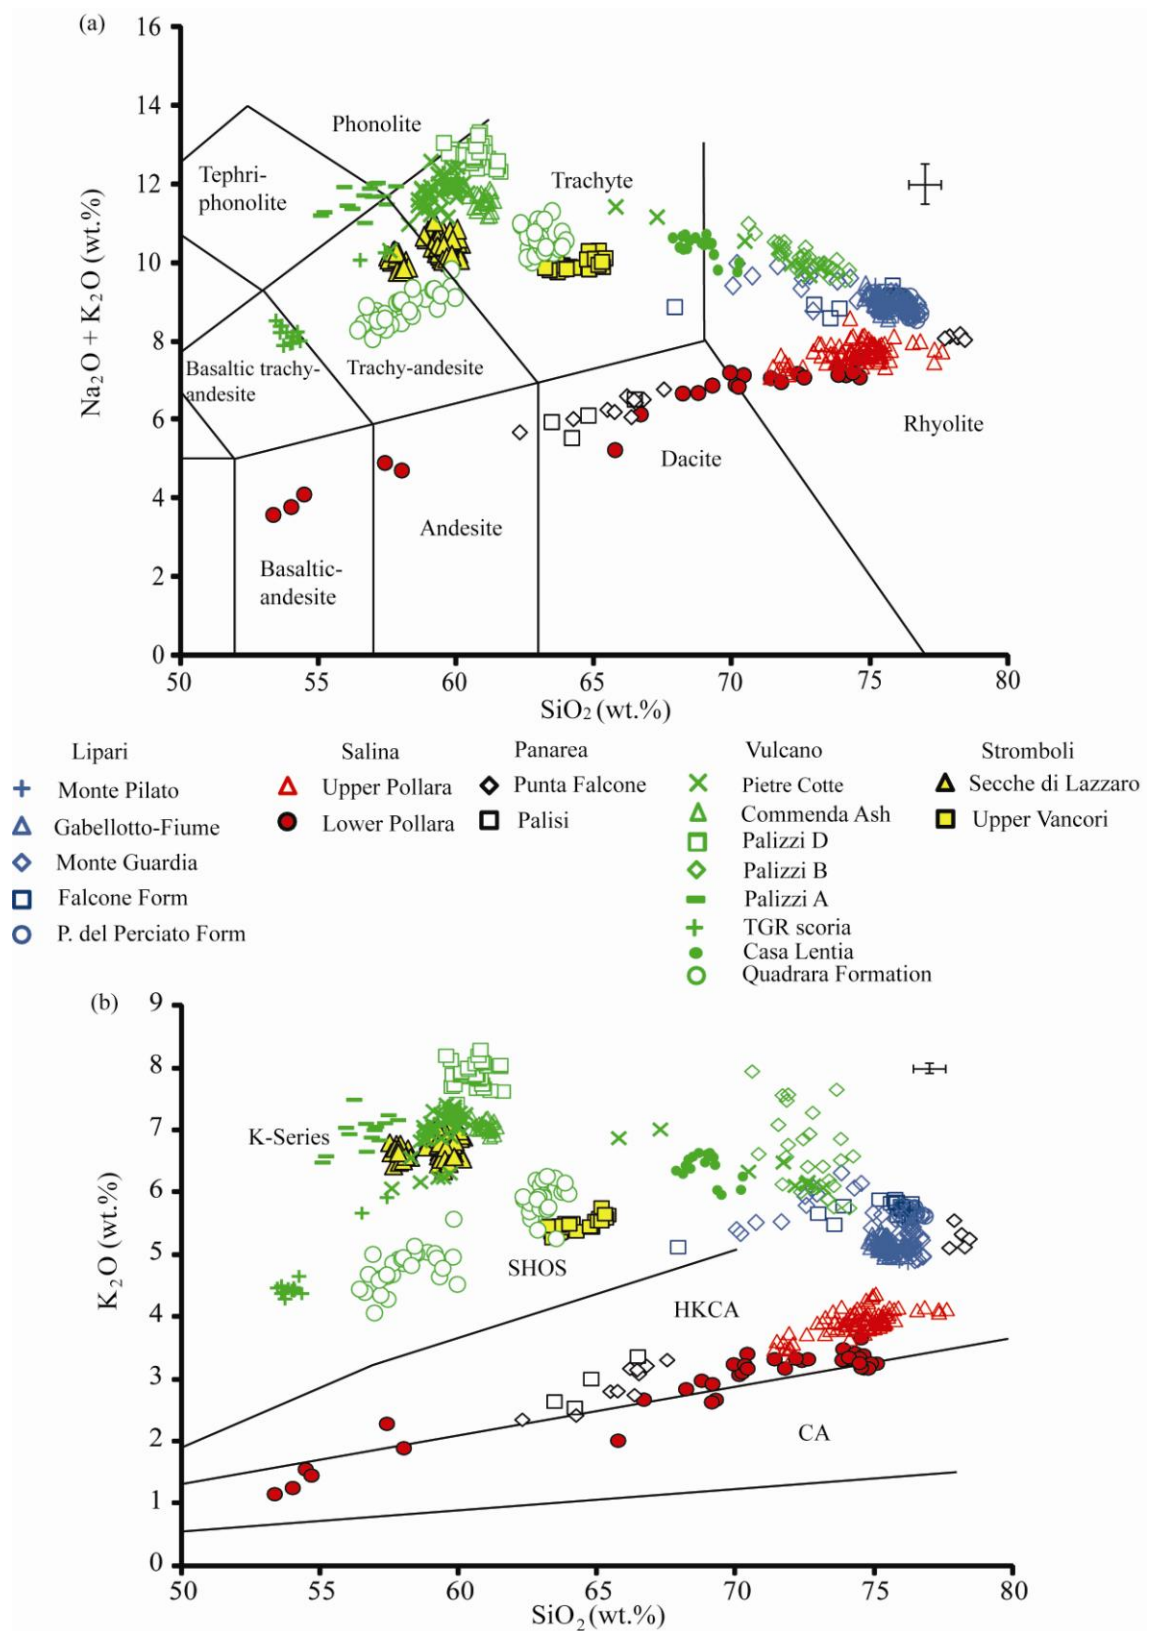 (a)
16
14
12
10
8
6
4
2
0
Na₂O + K₂O (wt.%)
Phonolite
Tephri-
phonolite
Trachyte
Basaltic trachy-
andesite
Trachy-andesite
Rhyolite
Dacite
Andesite
Basaltic-
andesite
50 55 60 65 70 75 80
SiO₂ (wt.%)
Lipari
Monte Pilato
Gabellotto-Fiume
Monte Guardia
Falcone Form
P. del Perciato Form
Salina
Upper Pollara
Lower Pollara
Panarea
Punta Falcone
Palisi
Vulcano
Pietre Cotte
Commenda Ash
Palizzi D
Palizzi B
Palizzi A
TGR scoria
Casa Lentia
Quadrara Formation
Stromboli
Secche di Lazzaro
Upper Vancori
(b)
9
8
7
6
5
4
3
2
1
0
K₂O (wt.%)
K-Series
SHOS
HKCA
CA
50 55 60 65 70 75 80
SiO₂ (wt.%)